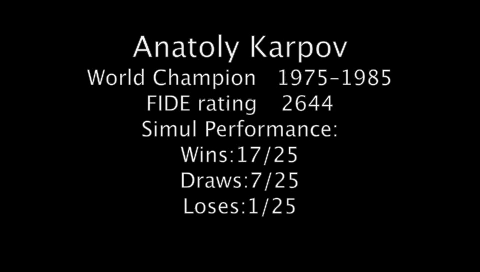 Anatoly Karpov
World Champion 1975-1985
FIDE rating 2644
Simul Performance:
Wins:17/25
Draws:7/25
Loses:1/25